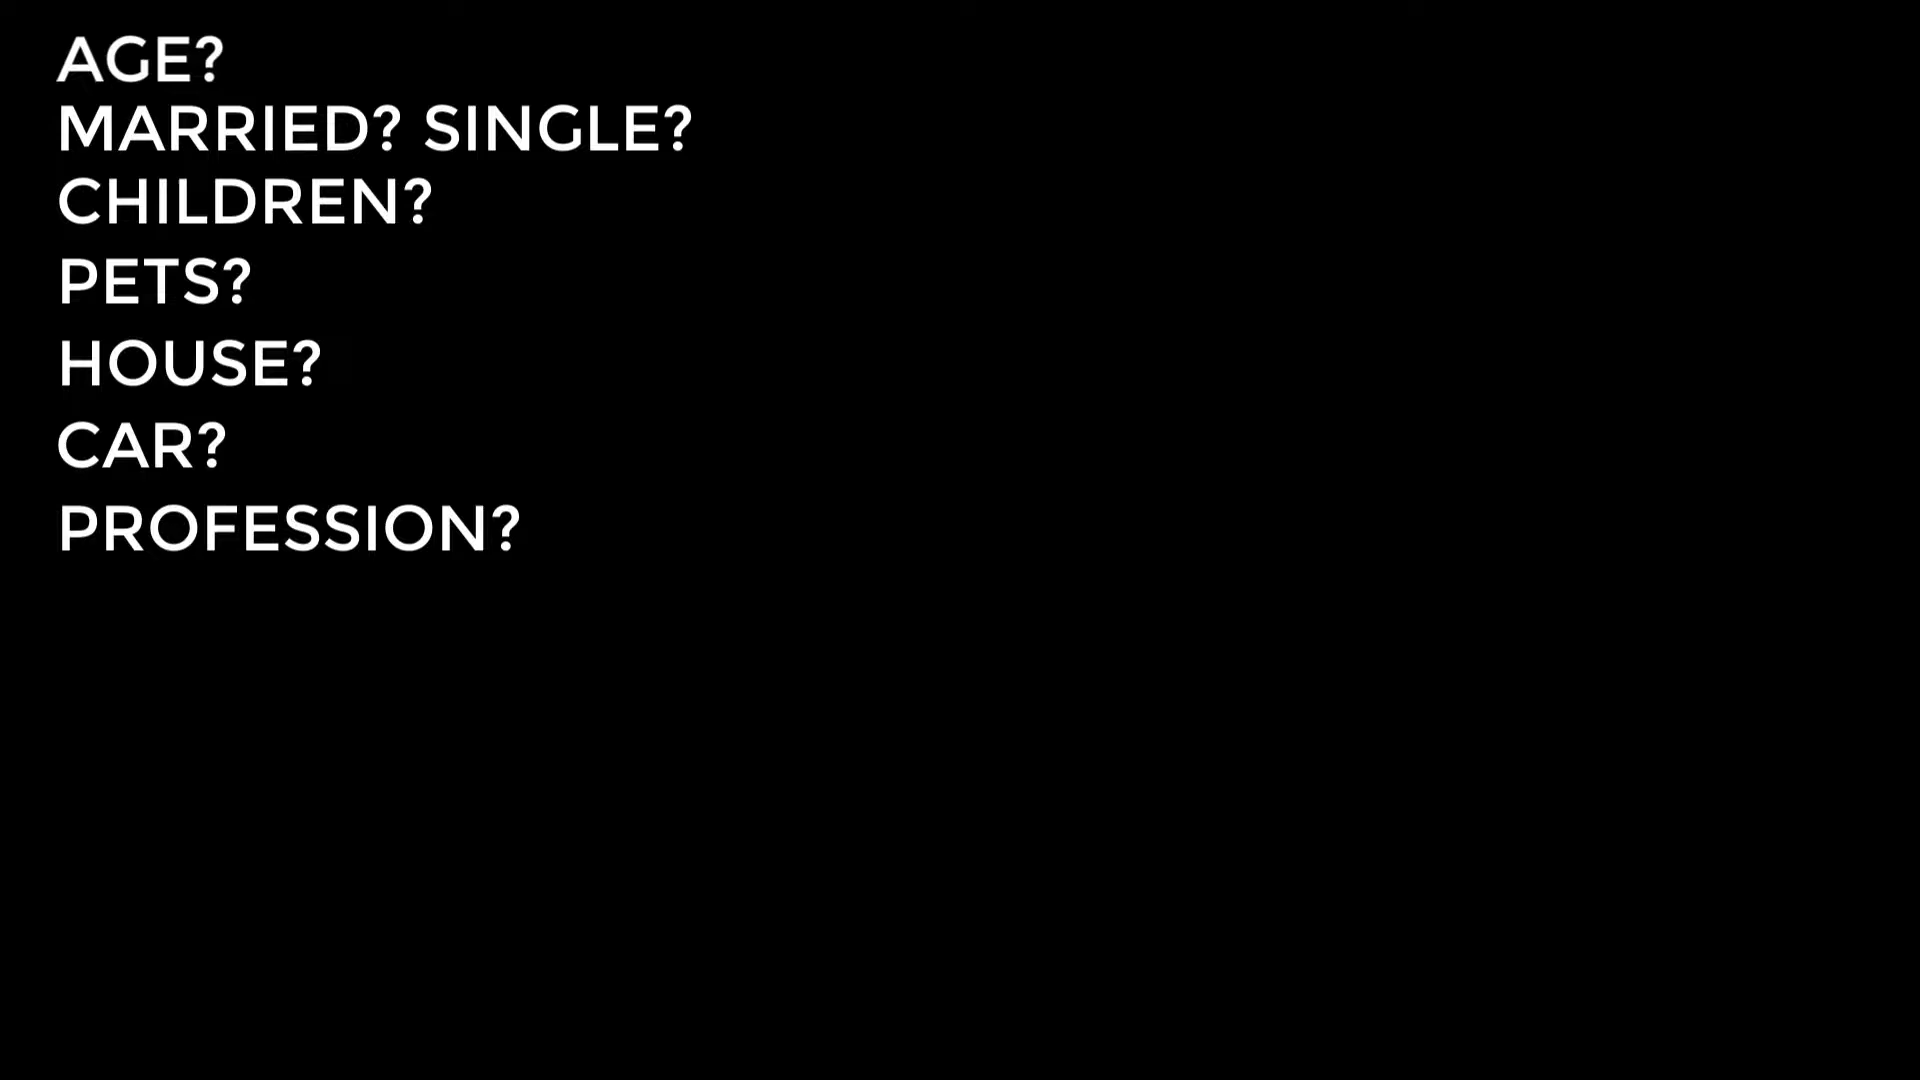 AGE?
MARRIED? SINGLE?
CHILDREN?
PETS?
HOUSE?
CAR?
PROFESSION?